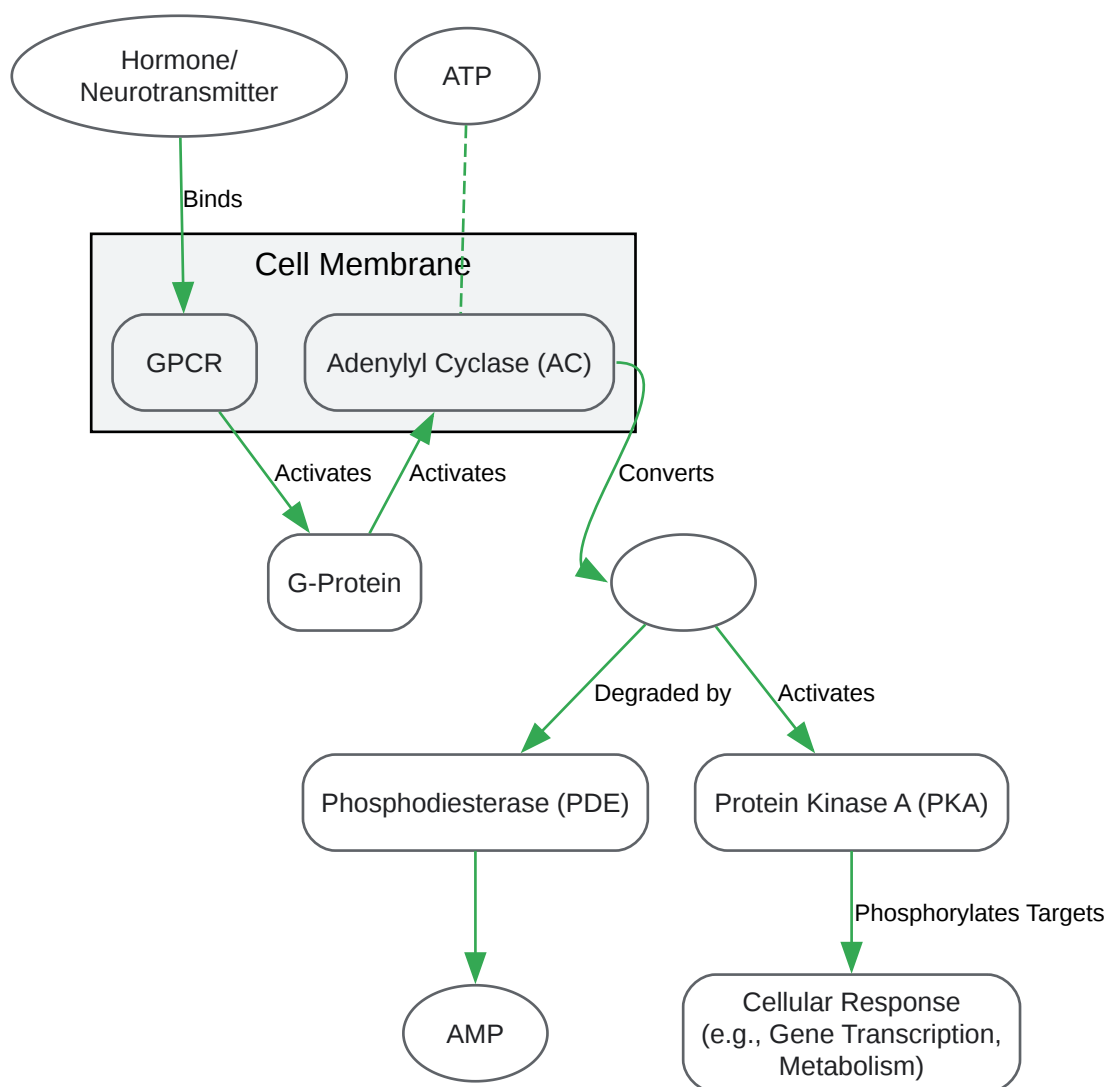 Hormone/
Neurotransmitter
ATP
Binds
Cell Membrane
GPCR
Adenylyl Cyclase (AC)
Activates
Activates
Converts
G-Protein
Degraded by
Activates
Phosphodiesterase (PDE)
Protein Kinase A (PKA)
Phosphorylates Targets
AMP
Cellular Response
(e.g., Gene Transcription,
Metabolism)